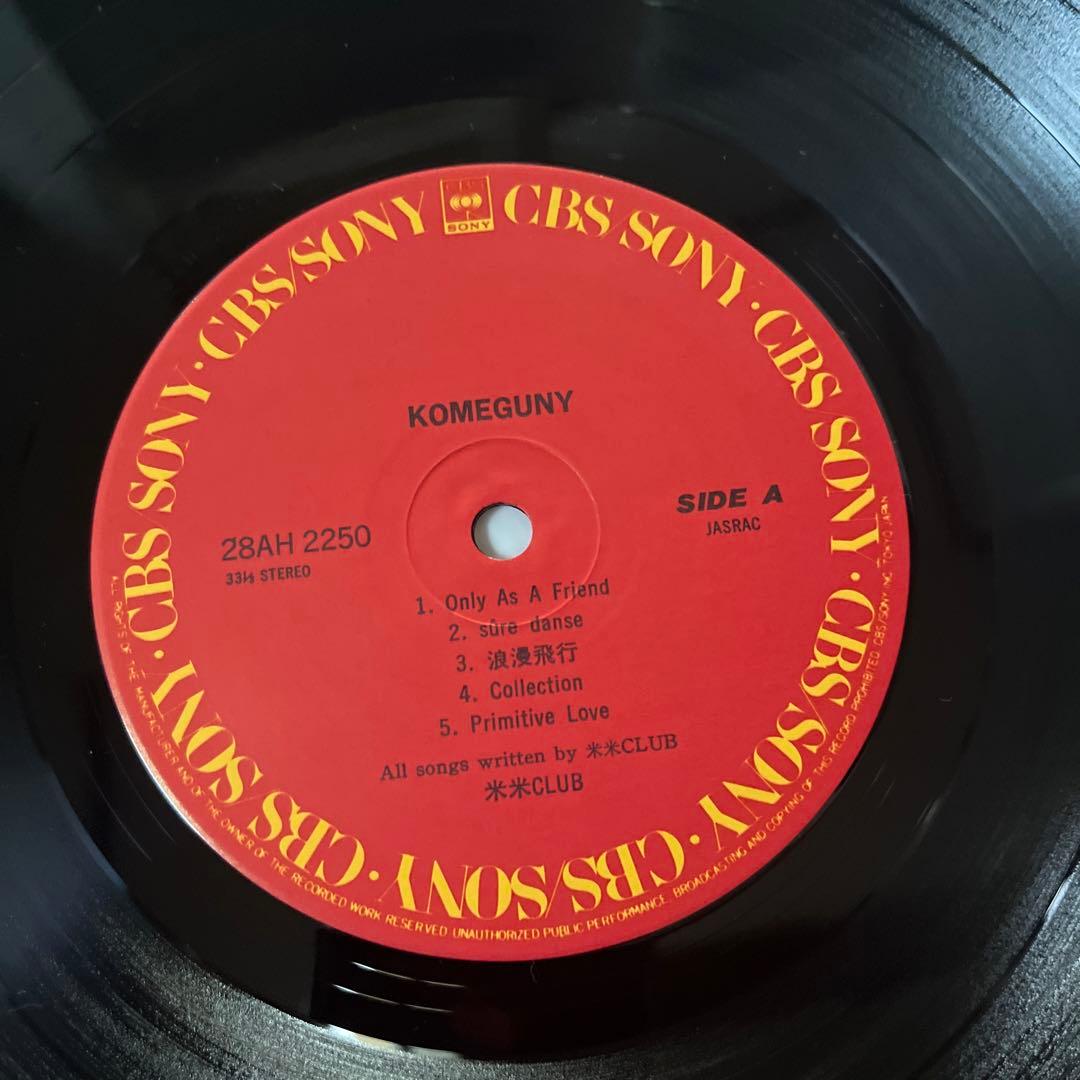 CBS/SONY · CBS/SONY · CBS/SONY · CBS/SONY · CBS/SONY · CBS/SONY · CBS/SONY · CBS/SONY
SONY
KOMEGUNY
SIDE A
JASRAC
28AH 2250
33⅓ STEREO
1. Only As A Friend
2. sûre danse
3. 浪漫飛行
4. Collection
5. Primitive Love
All songs written by 米米CLUB
米米CLUB
ALL RIGHTS OF THE MANUFACTURER AND OF THE OWNER OF THE RECORDED WORK RESERVED UNAUTHORIZED PUBLIC PERFORMANCE. BROADCASTING AND COPYING OF THIS RECORD PROHIBITED. CBS/SONY INC. TOKYO JAPAN